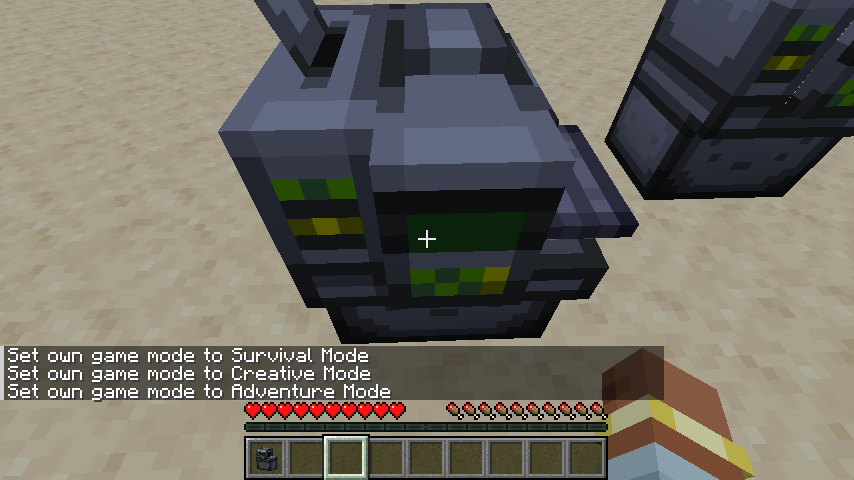 Set own game mode to Survival Mode
Set own game mode to Creative Mode
Set own game mode to Adventure Mode